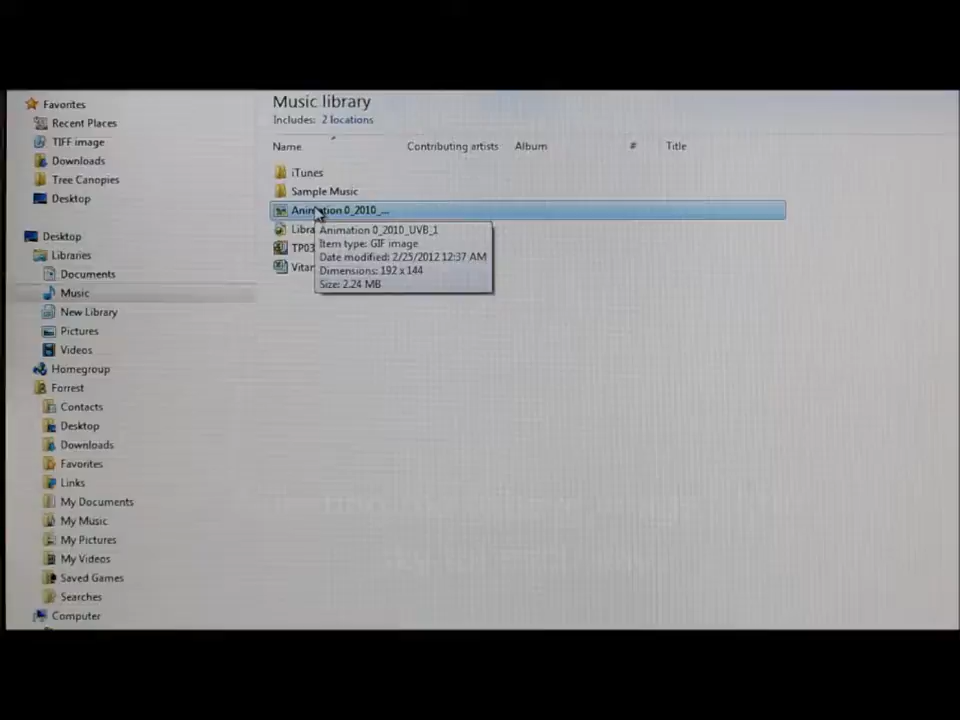 Favorites
Recent Places
TIFF image
Downloads
Tree Canopies
Desktop
Desktop
Libraries
Documents
Music
New Library
Pictures
Videos
Homegroup
Forrest
Contacts
Desktop
Downloads
Favorites
Links
My Documents
My Music
My Pictures
My Videos
Saved Games
Searches
Computer
Music library
Includes: 2 locations
Name Contributing artists Album # Title
iTunes
Sample Music
Animation 0_2010_...
Libra
TP03
Vitar
Animation 0_2010_UVB_1
Item type: GIF image
Date modified: 2/25/2012 12:37 AM
Dimensions: 192 x 144
Size: 2.24 MB